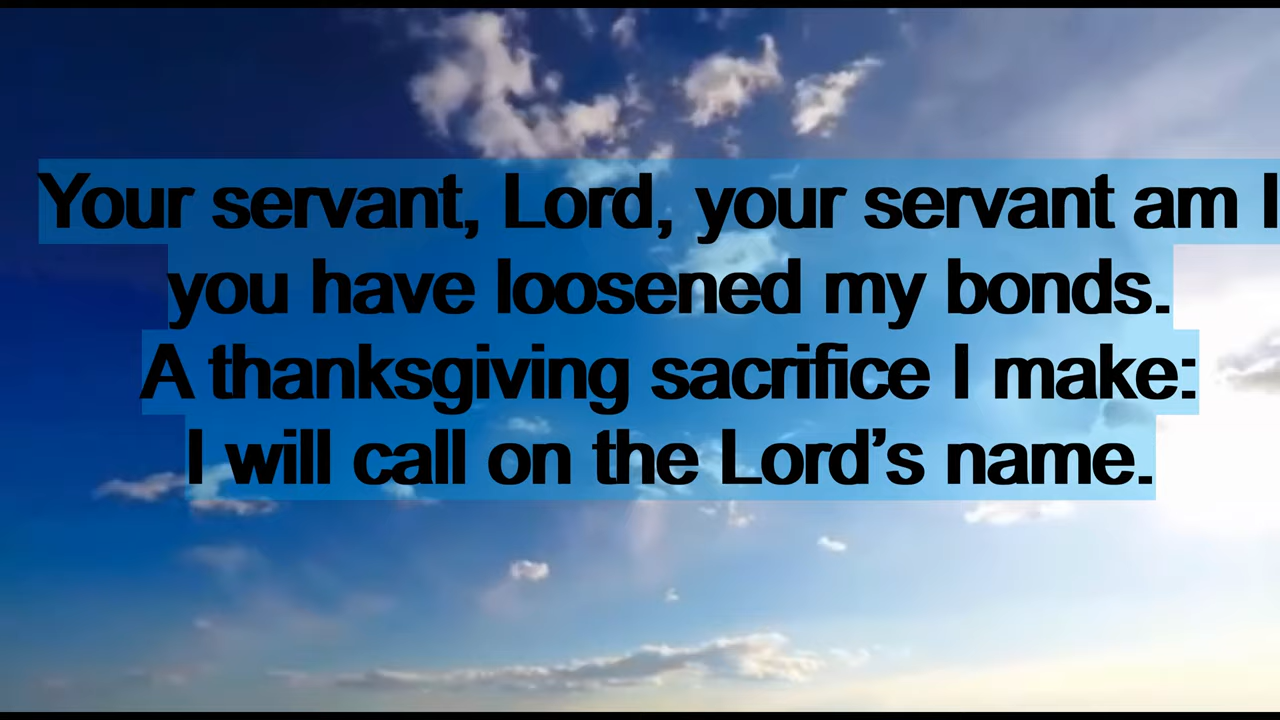 Your servant, Lord, your servant am I
you have loosened my bonds.
A thanksgiving sacrifice I make:
I will call on the Lord’s name.